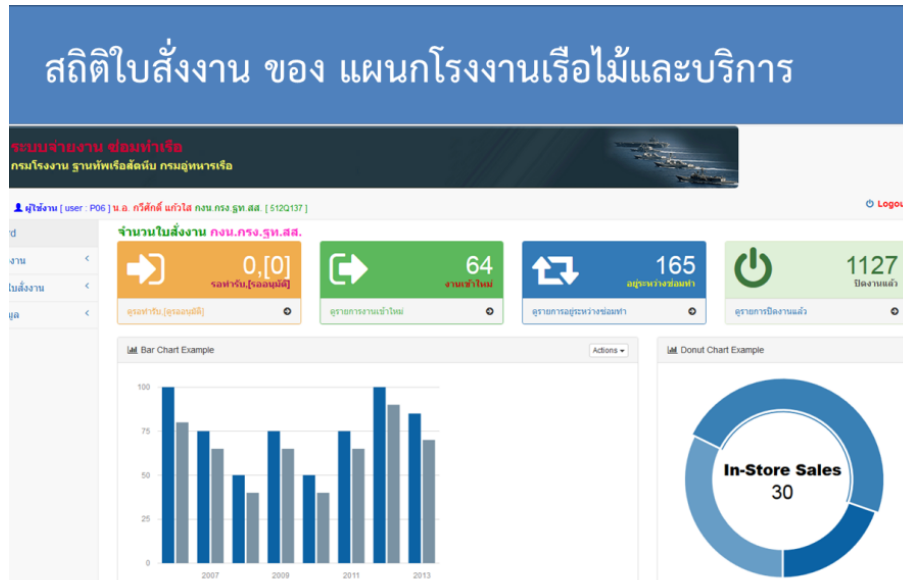 สถิติใบสั่งงาน ของ แผนกโรงงานเรือไม้และบริการ
ระบบจ่ายงาน ซ่อมทำเรือ
กรมโรงงาน ฐานทัพเรือสัตหีบ กรมอู่ทหารเรือ
ผู้ใช้งาน [ user : P06 ] น.อ. ทวีศักดิ์ แก้วใส กงน.กรง.ฐท.สส. [ 512Q137 ]
Logou
rd
งงาน
ใบสั่งงาน
มูล
จำนวนใบสั่งงาน กงน.กรง.ฐท.สส.
0,[0]
รอทำรับ,[รออนุมัติ]
ดูรอทำรับ,[ดูรออนุมัติ]
64
งานเข้าใหม่
ดูรายการงานเข้าใหม่
165
อยู่ระหว่างซ่อมทำ
ดูรายการอยู่ระหว่างซ่อมทำ
1127
ปิดงานแล้ว
ดูรายการปิดงานแล้ว
Bar Chart Example
Actions
100
75
50
25
0
2007 2009 2011 2013
Donut Chart Example
In-Store Sales
30